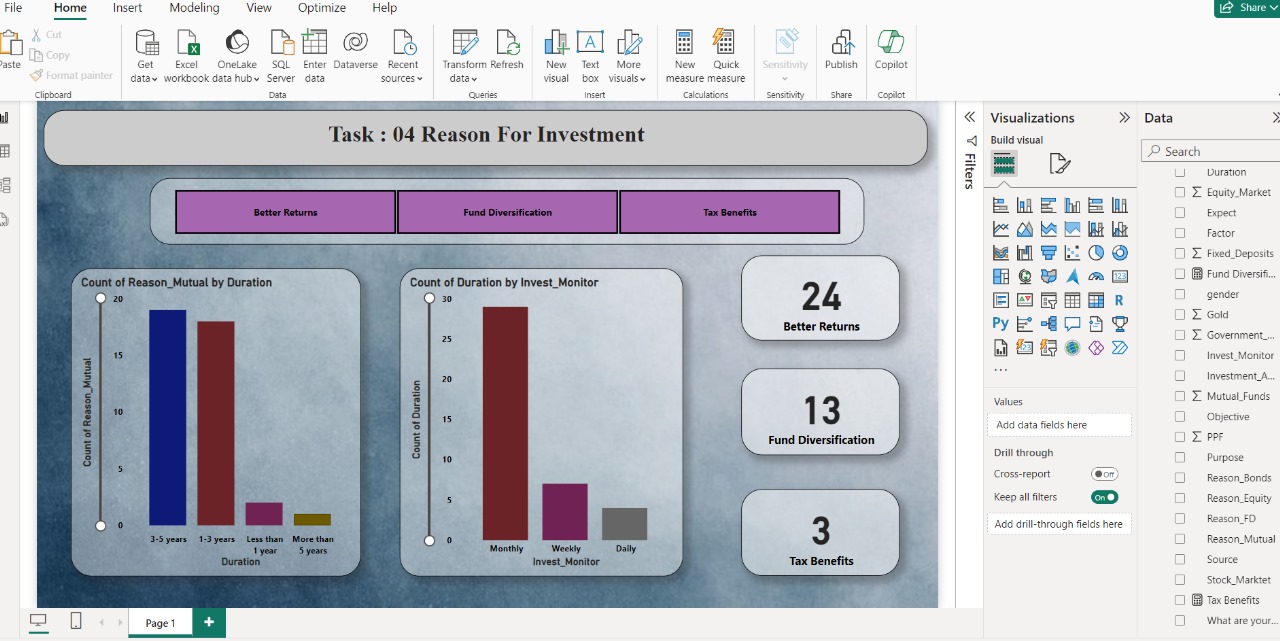 File Home Insert Modeling View Optimize Help
Share
Paste
Cut
Copy
Format painter
Clipboard
Get data
Excel workbook
OneLake data hub
SQL Server
Enter data
Dataverse
Recent sources
Data
Transform data
Refresh
Queries
New visual
Text box
More visuals
Insert
New measure
Quick measure
Calculations
Sensitivity
Sensitivity
Publish
Share
Copilot
Copilot
Task : 04 Reason For Investment
Better Returns
Fund Diversification
Tax Benefits
Count of Reason_Mutual by Duration
Count of Reason_Mutual
20
15
10
5
0
3-5 years
1-3 years
Less than
1 year
More than
5 years
Duration
Count of Duration by Invest_Monitor
Count of Duration
30
25
20
15
10
5
0
Monthly
Weekly
Daily
Invest_Monitor
24
Better Returns
13
Fund Diversification
3
Tax Benefits
Page 1
Filters
Visualizations
Build visual
123
R
Py
123
...
Values
Add data fields here
Drill through
Cross-report
Off
Keep all filters
On
Add drill-through fields here
Data
Search
Duration
Equity_Market
Expect
Factor
Fixed_Deposits
Fund Diversifi...
gender
Gold
Government_...
Invest_Monitor
Investment_A...
Mutual_Funds
Objective
PPF
Purpose
Reason_Bonds
Reason_Equity
Reason_FD
Reason_Mutual
Source
Stock_Marktet
Tax Benefits
What are your...